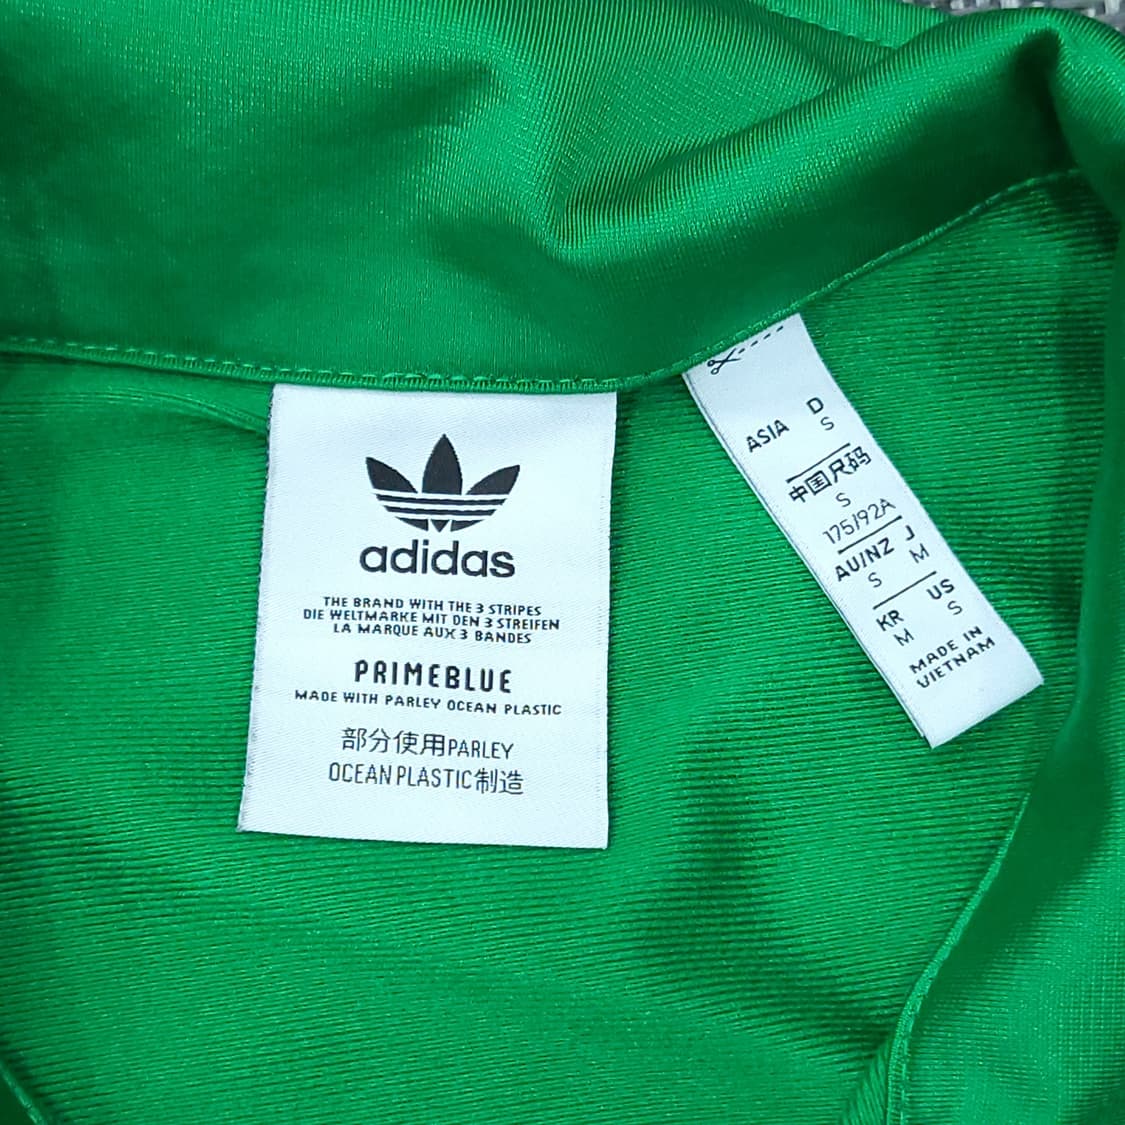 adidas
THE BRAND WITH THE 3 STRIPES
DIE WELTMARKE MIT DEN 3 STREIFEN
LA MARQUE AUX 3 BANDES
PRIMEBLUE
MADE WITH PARLEY OCEAN PLASTIC
部分使用PARLEY
OCEAN PLASTIC制造
ASIA D
S
中国尺码
S
175/92A
AU/NZ J
S M
KR US
M S
MADE IN
VIETNAM